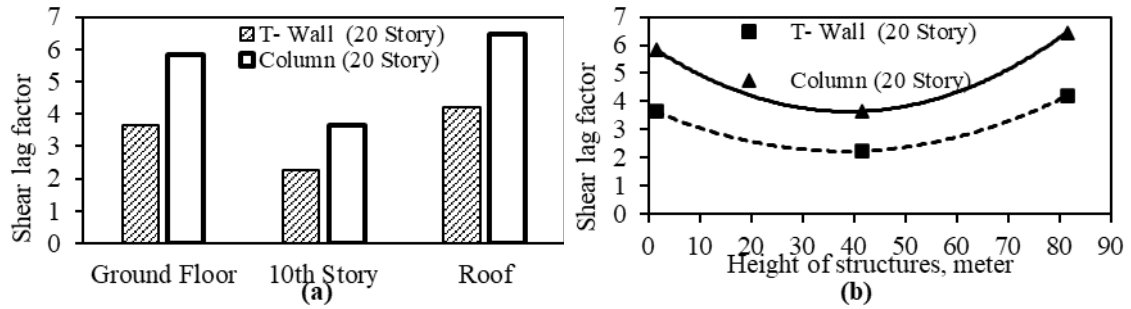 Shear lag factor
7
6
5
4
3
2
1
0
T- Wall (20 Story)
Column (20 Story)
Ground Floor
10th Story
Roof
(a)
Shear lag factor
7
6
5
4
3
2
1
0
T- Wall (20 Story)
Column (20 Story)
0 10 20 30 40 50 60 70 80 90
Height of structures, meter
(b)